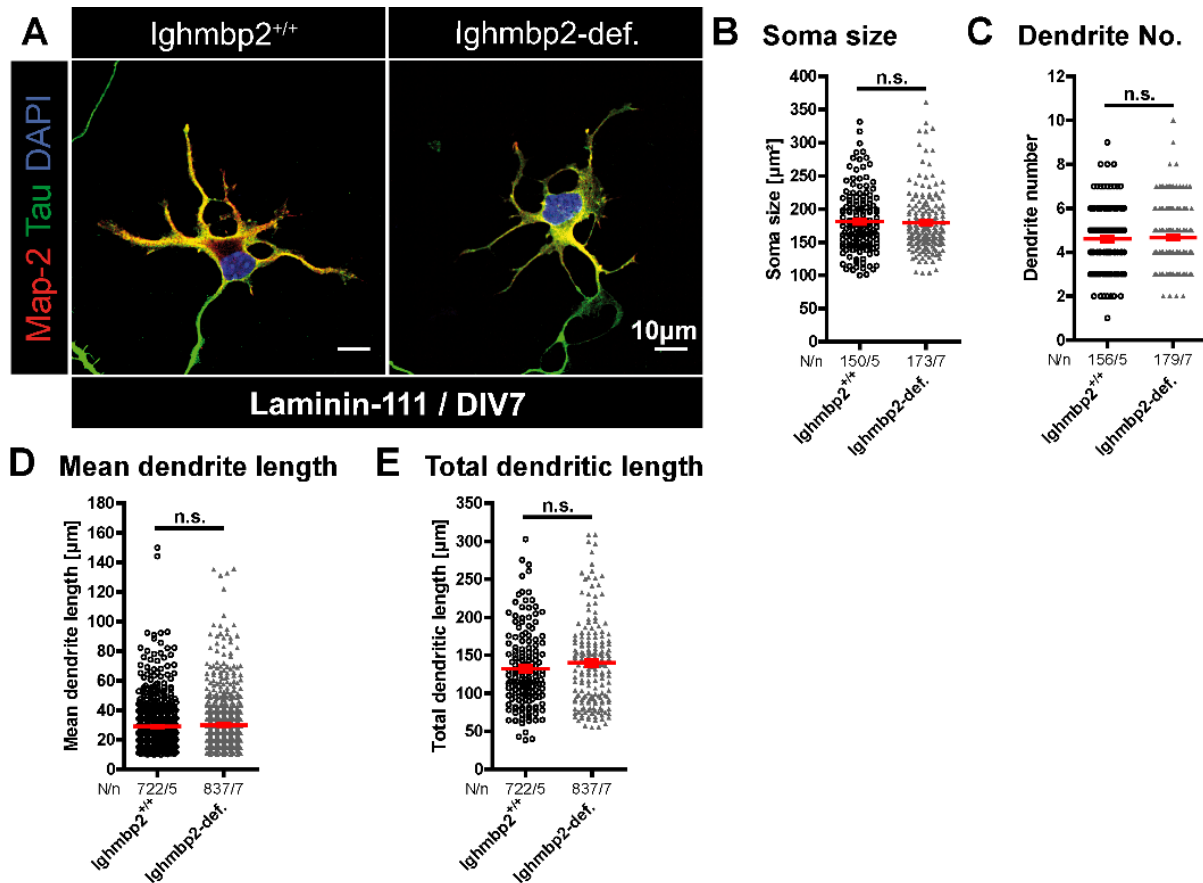 A
Ighmbp2+/+
Ighmbp2-def.
Map-2 Tau DAPI
10µm
Laminin-111 / DIV7
B Soma size
n.s.
Soma size [µm²]
400
350
300
250
200
150
100
50
0
N/n 150/5 173/7
Ighmbp2+/+
Ighmbp2-def.
C Dendrite No.
n.s.
Dendrite number
12
10
8
6
4
2
0
N/n 156/5 179/7
Ighmbp2+/+
Ighmbp2-def.
D Mean dendrite length
n.s.
Mean dendrite length [µm]
180
160
140
120
100
80
60
40
20
0
N/n 722/5 837/7
Ighmbp2+/+
Ighmbp2-def.
E Total dendritic length
n.s.
Total dendritic length [µm]
350
300
250
200
150
100
50
0
N/n 722/5 837/7
Ighmbp2+/+
Ighmbp2-def.